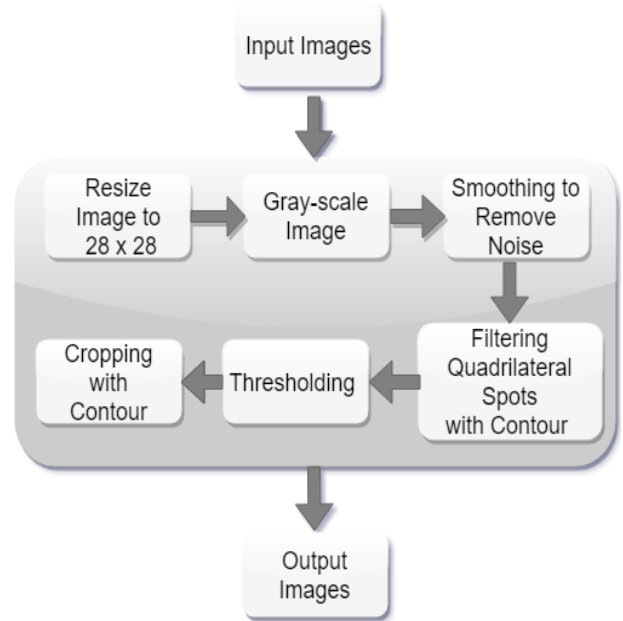 Input Images
Resize
Image to
28 x 28
Gray-scale
Image
Smoothing to
Remove
Noise
Filtering
Quadrilateral
Spots
with Contour
Thresholding
Cropping
with
Contour
Output
Images